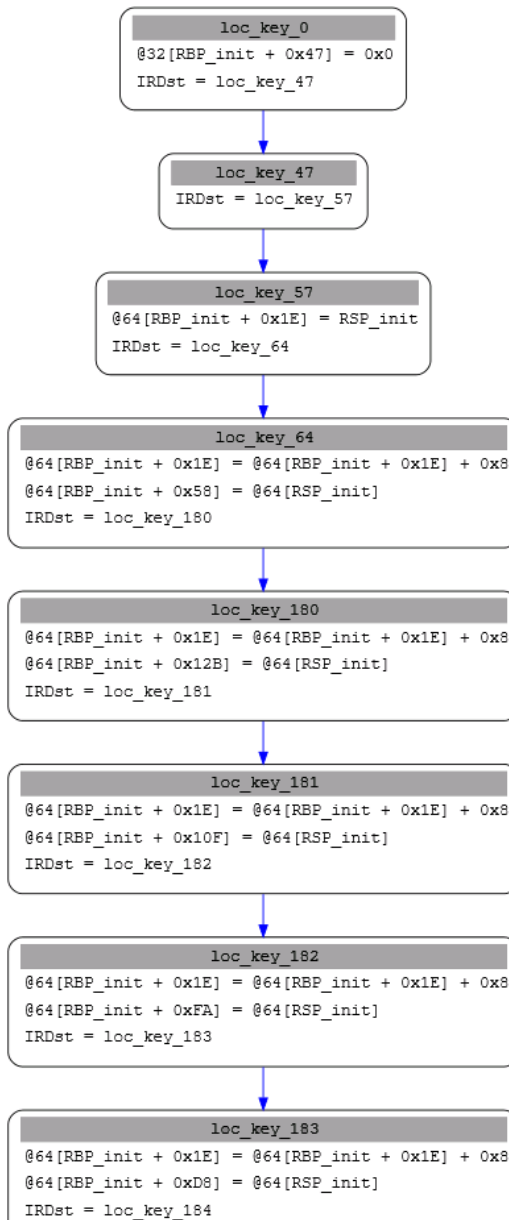 loc_key_0
@32[RBP_init + 0x47] = 0x0
IRDst = loc_key_47
loc_key_47
IRDst = loc_key_57
loc_key_57
@64[RBP_init + 0x1E] = RSP_init
IRDst = loc_key_64
loc_key_64
@64[RBP_init + 0x1E] = @64[RBP_init + 0x1E] + 0x8
@64[RBP_init + 0x58] = @64[RSP_init]
IRDst = loc_key_180
loc_key_180
@64[RBP_init + 0x1E] = @64[RBP_init + 0x1E] + 0x8
@64[RBP_init + 0x12B] = @64[RSP_init]
IRDst = loc_key_181
loc_key_181
@64[RBP_init + 0x1E] = @64[RBP_init + 0x1E] + 0x8
@64[RBP_init + 0x10F] = @64[RSP_init]
IRDst = loc_key_182
loc_key_182
@64[RBP_init + 0x1E] = @64[RBP_init + 0x1E] + 0x8
@64[RBP_init + 0xFA] = @64[RSP_init]
IRDst = loc_key_183
loc_key_183
@64[RBP_init + 0x1E] = @64[RBP_init + 0x1E] + 0x8
@64[RBP_init + 0xD8] = @64[RSP_init]
IRDst = loc_key_184